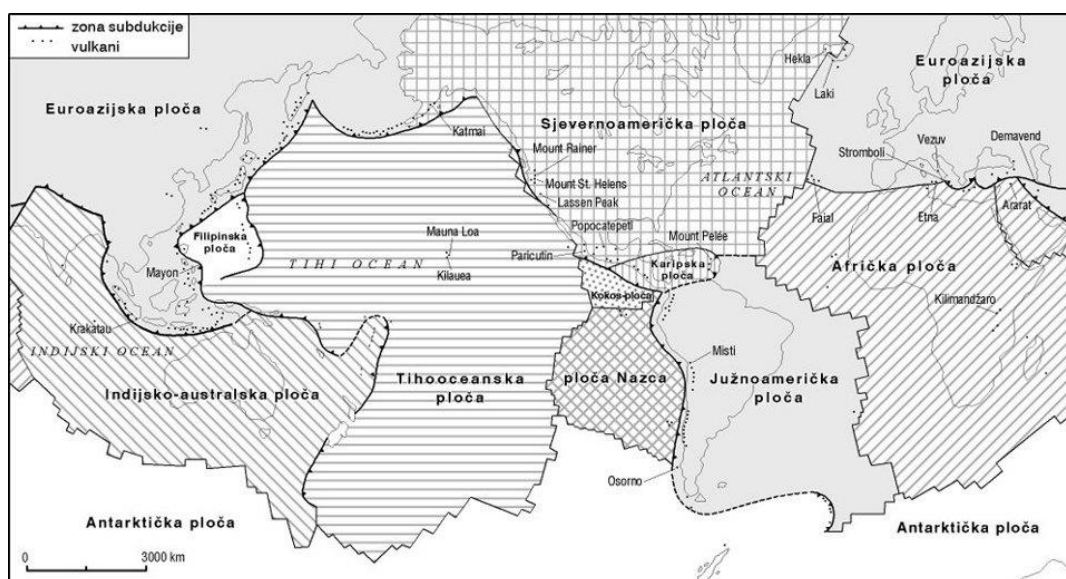 zona subdukcije
vulkani
Euroazijska ploča
Katmai
Sjevernoamerička ploča
Mount Rainer
Mount St. Helens
Lassen Peak
Popocatepetl
Paricutin
Mount Pelée
ATLANTSKI
OCEAN
Hekla
Laki
Euroazijska
ploča
Stromboli
Vezuv
Demavend
Faial
Etna
Ararat
Filipinska
ploča
Mayon
Mauna Loa
TIHI OCEAN
Kilauea
Karipska
ploča
Kokos ploča
Afrička ploča
Kilimandžaro
Krakatau
INDIJSKI OCEAN
Indijsko-australska ploča
Tihooceanska
ploča
ploča Nazca
Misti
Južnoamerička
ploča
Osorno
Antarktička ploča
Antarktička ploča
0 3000 km